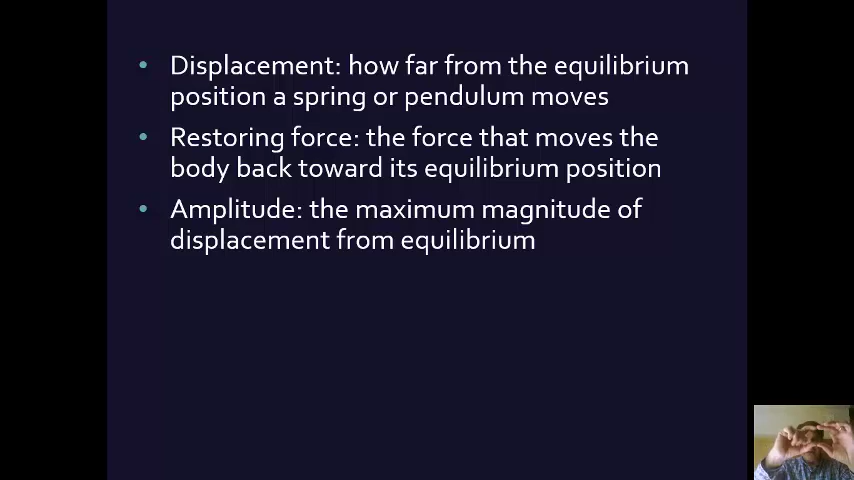 • Displacement: how far from the equilibrium
position a spring or pendulum moves
• Restoring force: the force that moves the
body back toward its equilibrium position
• Amplitude: the maximum magnitude of
displacement from equilibrium